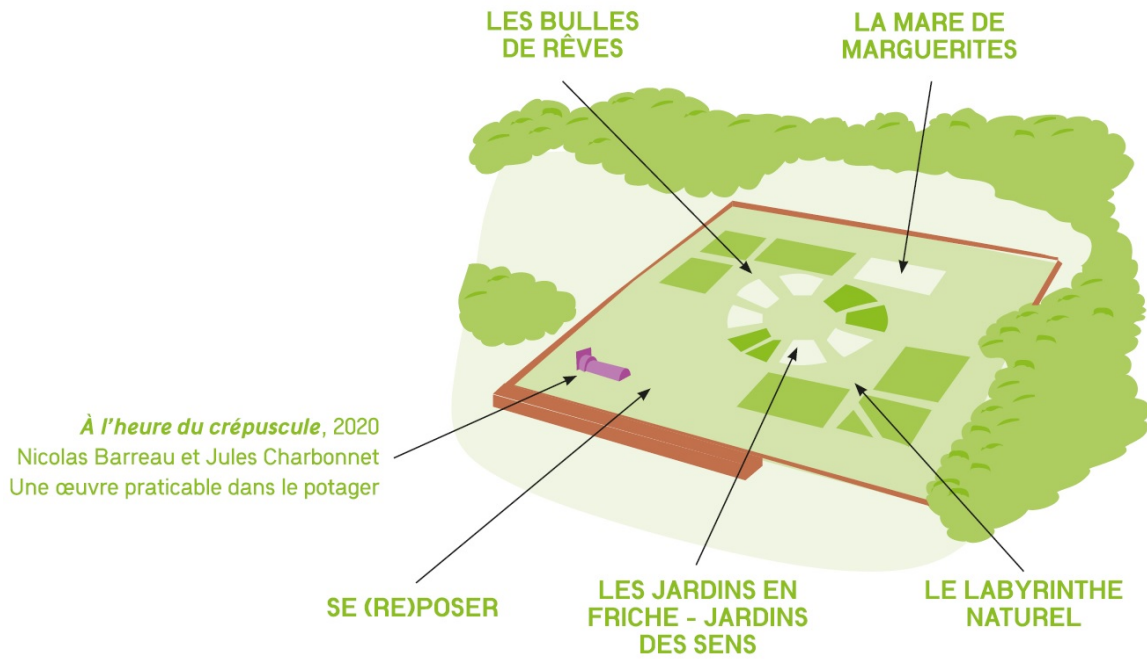 LES BULLES
DE RÊVES
LA MARE DE
MARGUERITES
À l'heure du crépuscule, 2020
Nicolas Barreau et Jules Charbonnet
Une œuvre praticable dans le potager
SE (RE)POSER
LES JARDINS EN
FRICHE - JARDINS
DES SENS
LE LABYRINTHE
NATUREL